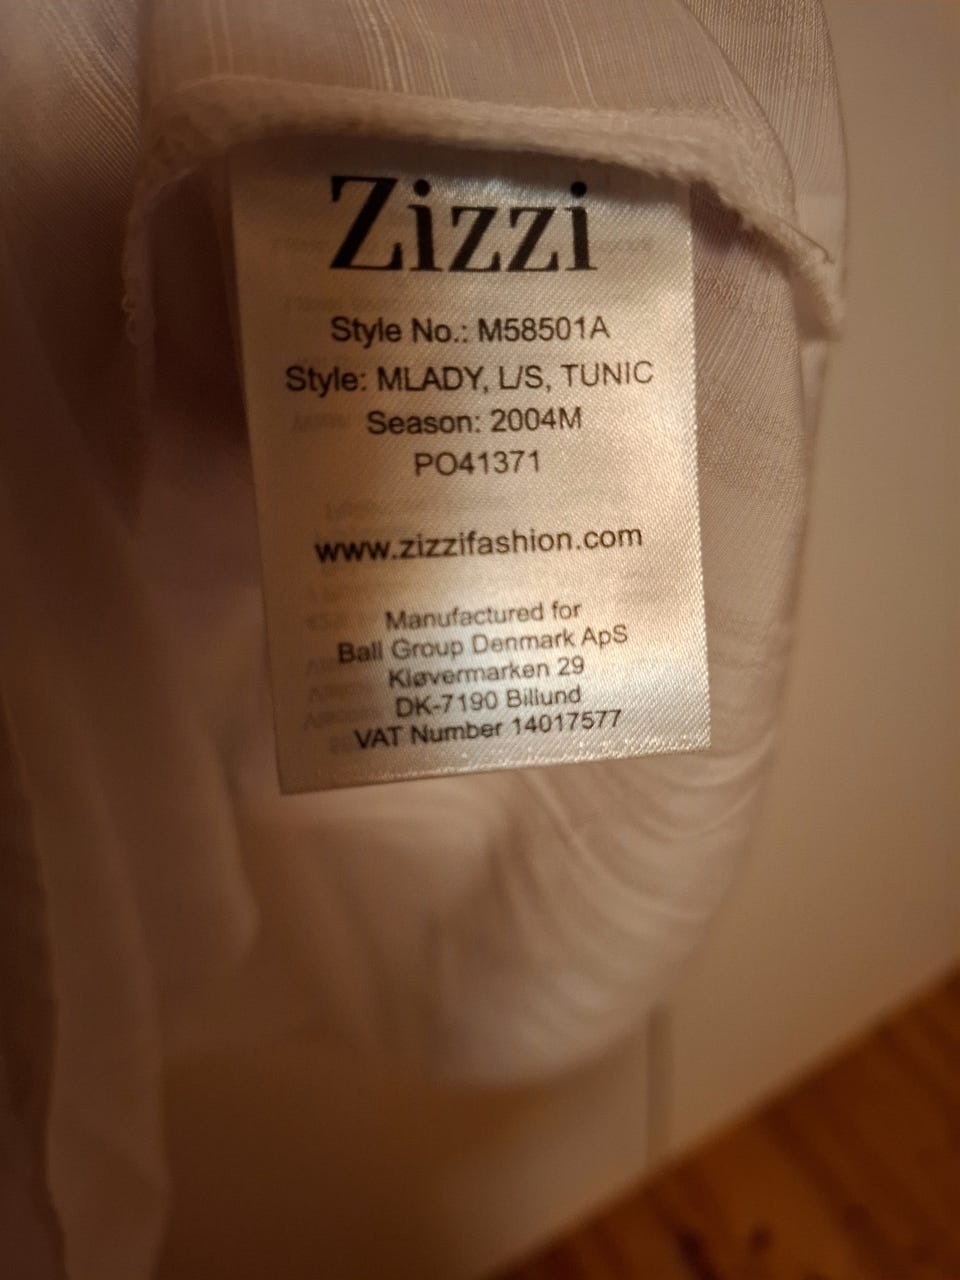 Zizzi
Style No.: M58501A
Style: MLADY, L/S, TUNIC
Season: 2004M
PO41371
www.zizzifashion.com
Manufactured for
Ball Group Denmark ApS
Kløvermarken 29
DK-7190 Billund
VAT Number 14017577